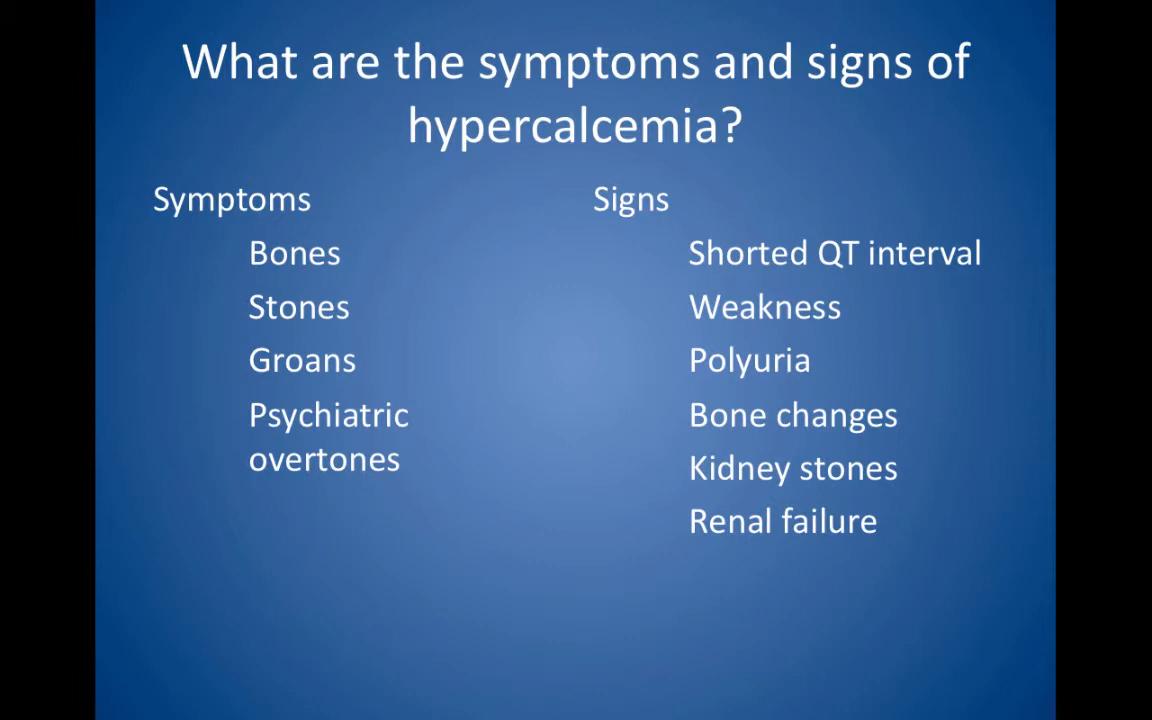 What are the symptoms and signs of
hypercalcemia?
Symptoms
Bones
Stones
Groans
Psychiatric
overtones
Signs
Shorted QT interval
Weakness
Polyuria
Bone changes
Kidney stones
Renal failure